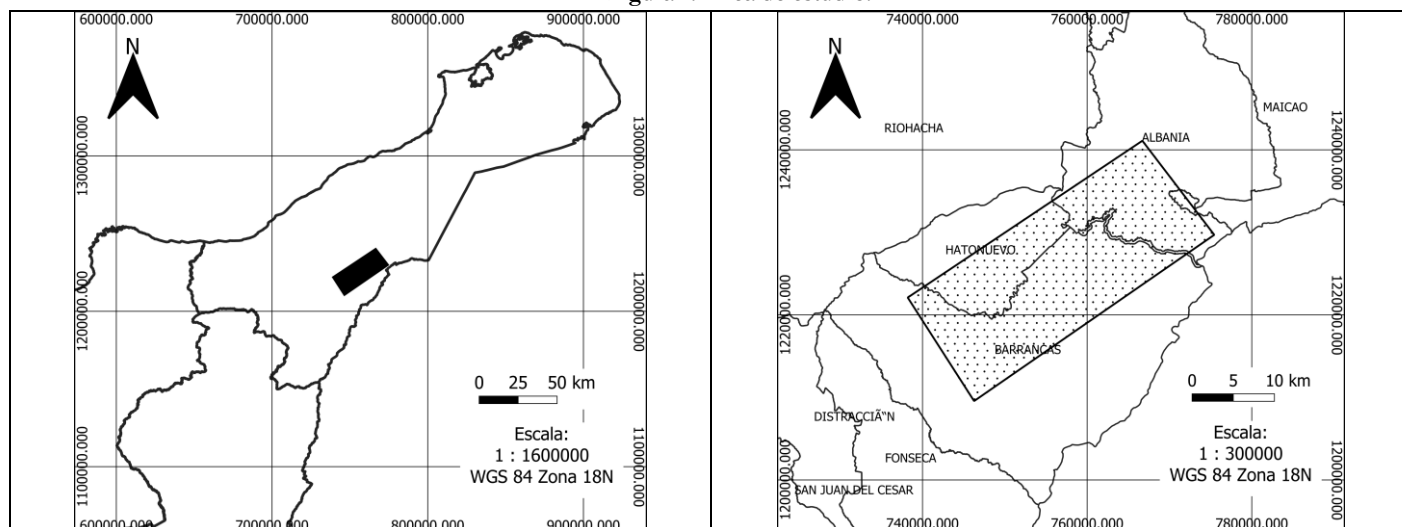 600000.000 700000.000 800000.000 900000.000
N
1300000.000 1300000.000
1200000.000 1200000.000
0 25 50 km
Escala:
1 : 1600000
WGS 84 Zona 18N
1100000.000 1100000.000
600000.000 700000.000 800000.000 900000.000
740000.000 760000.000 780000.000
N
MAICAO
RIOHACHA
ALBANIA
1240000.000 1240000.000
HATONUEVO
1220000.000 1220000.000
BARRANCAS
0 5 10 km
DISTRACCIÃ“N
Escala:
1 : 300000
FONSECA
WGS 84 Zona 18N
SAN JUAN DEL CESAR
1200000.000 1200000.000
740000.000 760000.000 780000.000